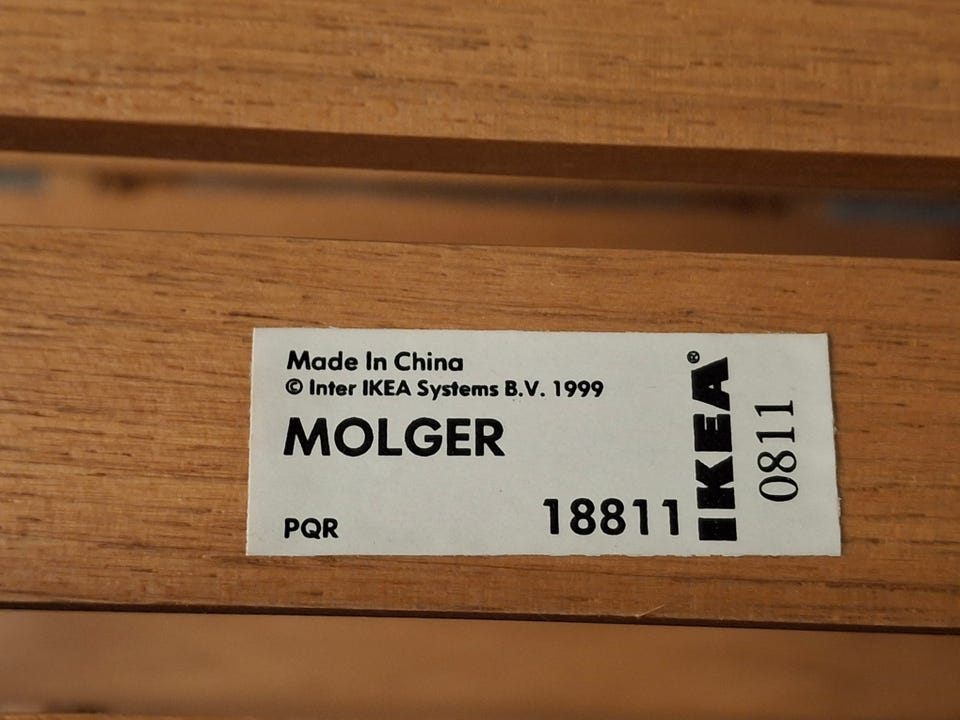 Made In China
© Inter IKEA Systems B.V. 1999
MOLGER
PQR
18811
IKEA®
0811